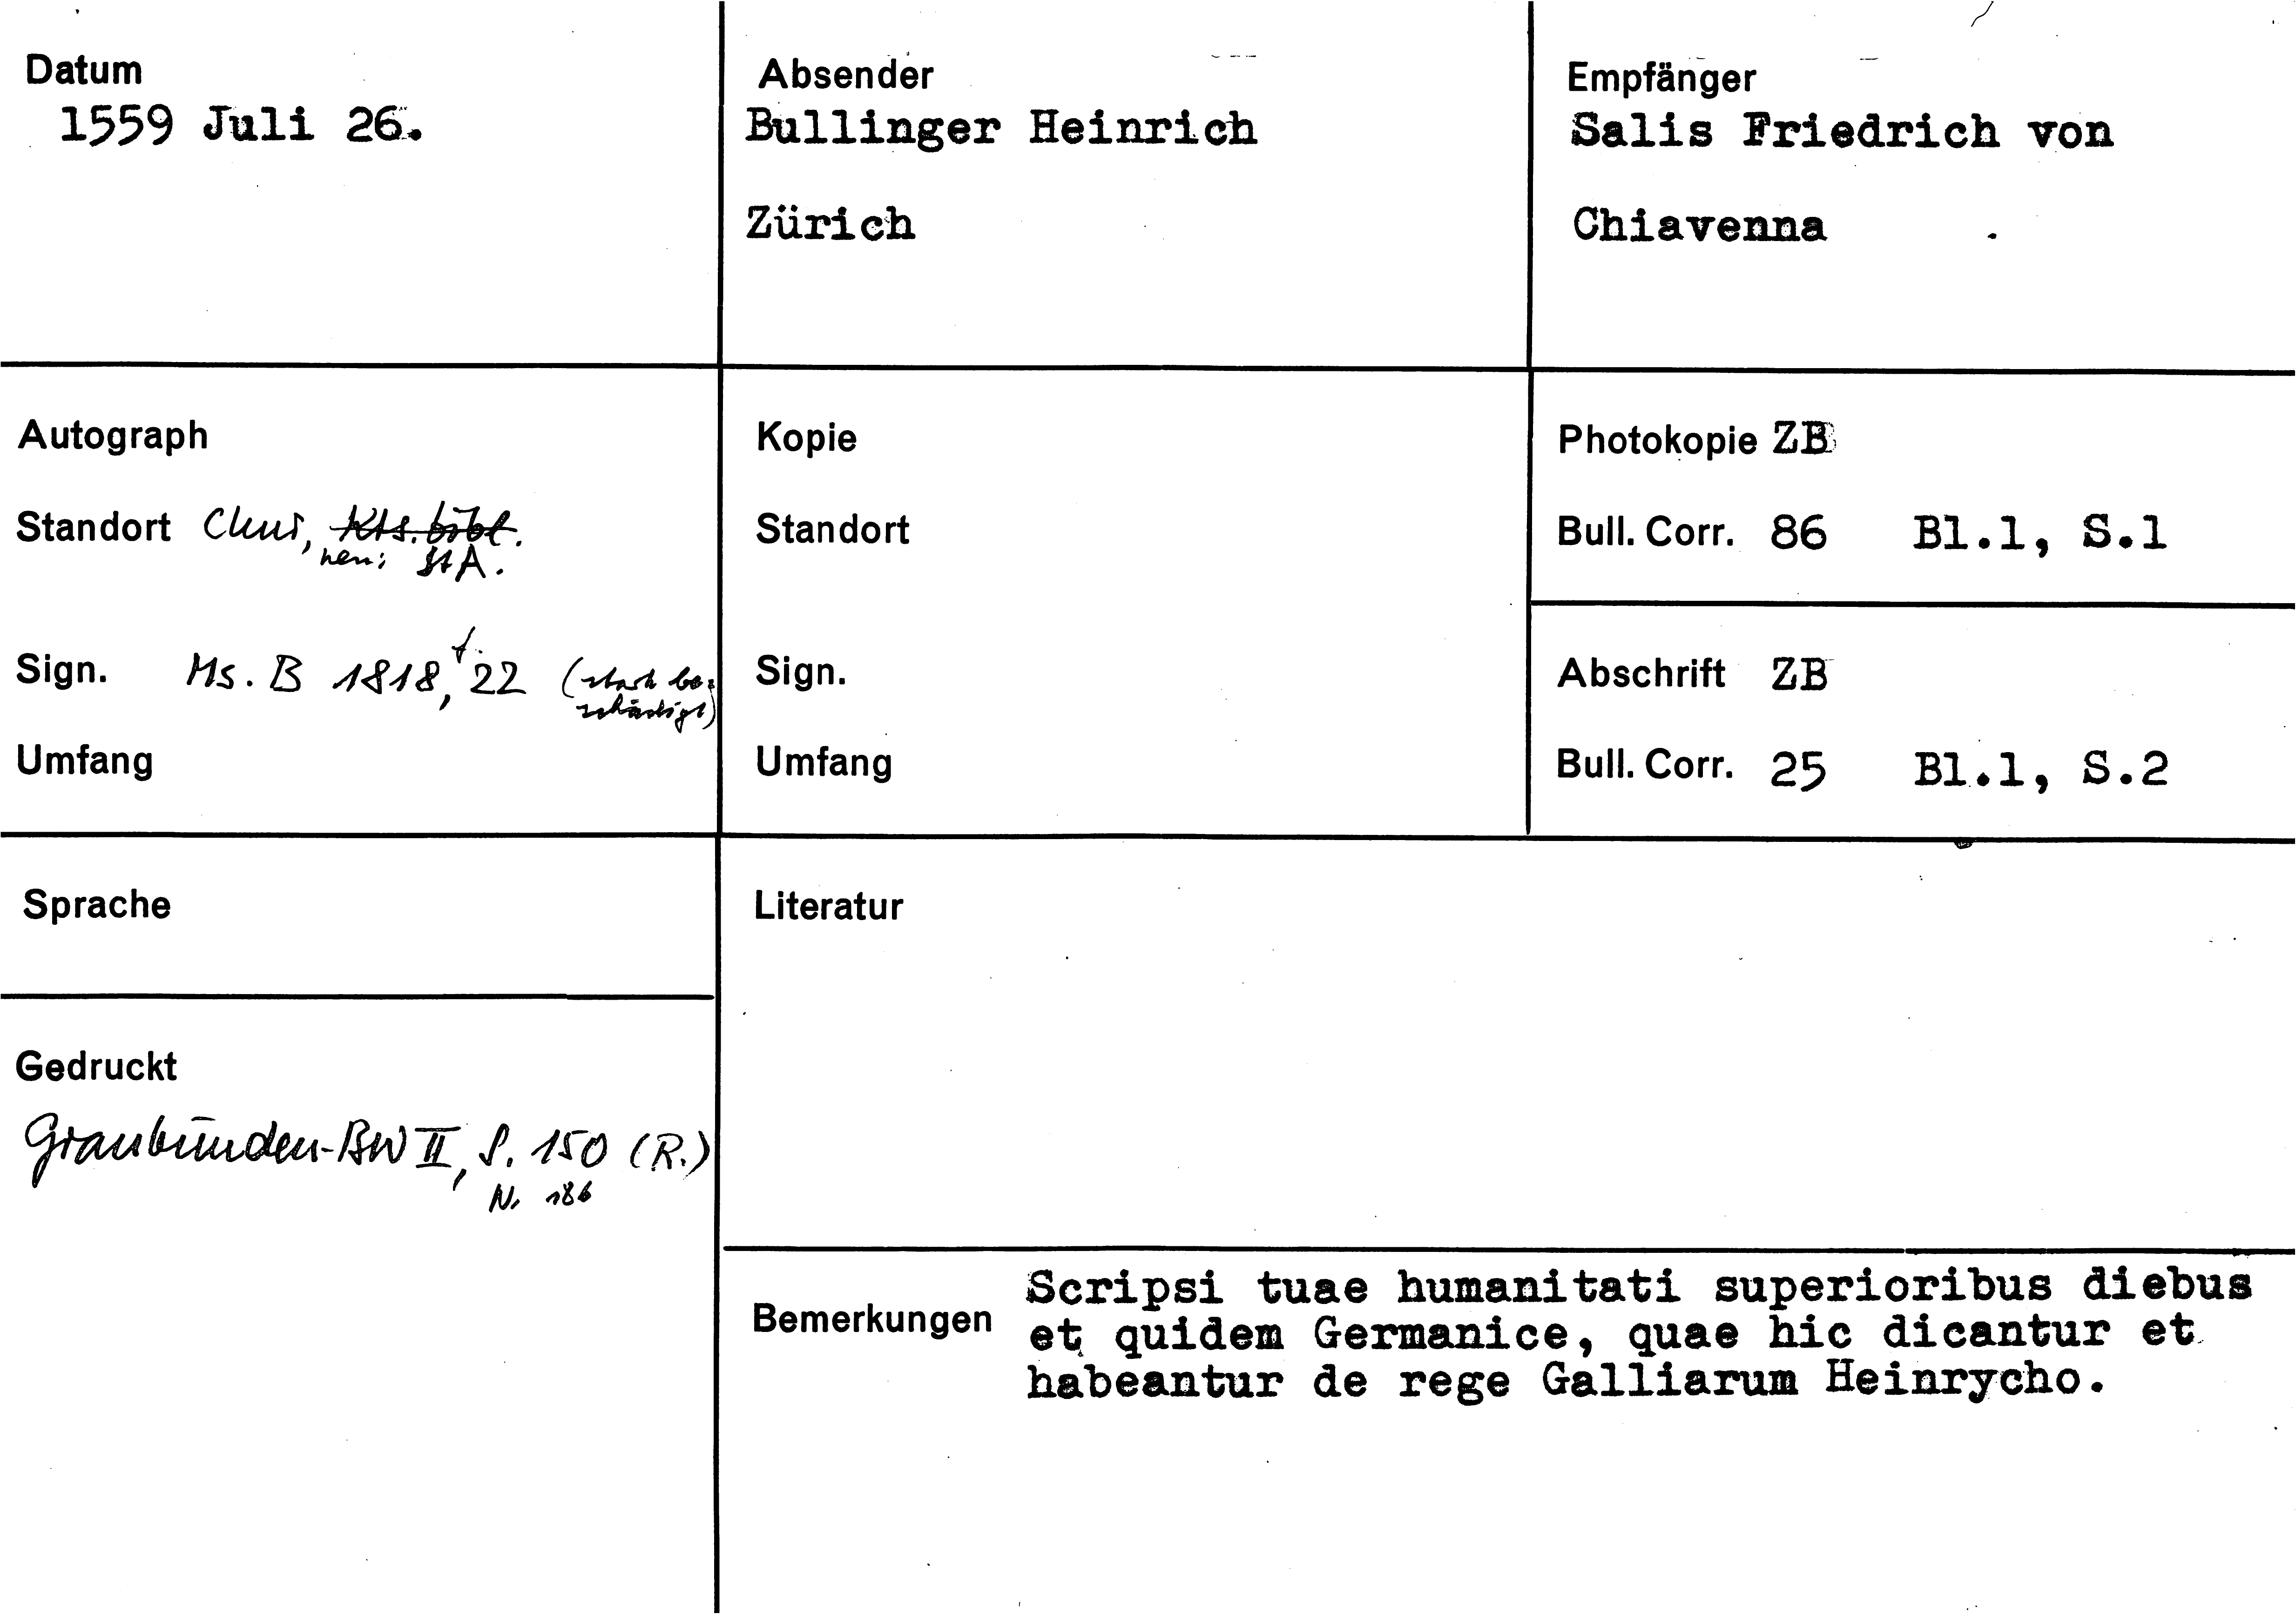 Datum
1559 Juli 26.
Absender
Bullinger Heinrich
Zürich
Empfänger
Salis Friedrich von
Chiavenna
Autograph
Standort Chur, Kts. bibl.
neu: StA.
Sign. Ms. B 1818, f. 22 (stark be=
schädigt)
Umfang
Kopie
Standort
Sign.
Umfang
Photokopie ZB
Bull. Corr. 86 Bl.1, S.1
Abschrift ZB
Bull. Corr. 25 Bl.1, S.2
Sprache
Gedruckt
Graubünden-BW II, S. 150 (R.)
N. 186
Literatur
Bemerkungen
Scripsi tuae humanitati superioribus diebus
et quidem Germanice, quae hic dicantur et
habeantur de rege Galliarum Heinrycho.